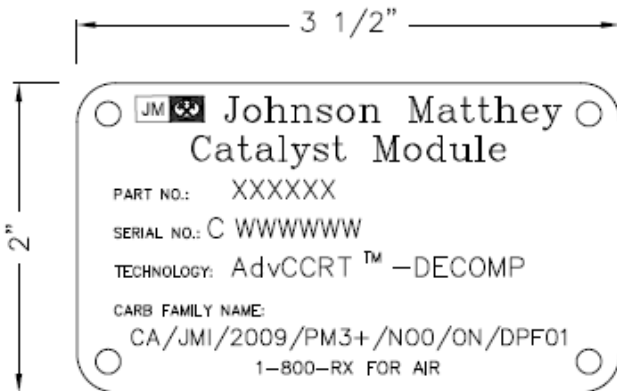 3 1/2"
JM Johnson Matthey
Catalyst Module
2"
PART NO.: XXXXXX
SERIAL NO.: C WWWWWW
TECHNOLOGY: AdvCCRT ™ -DECOMP
CARB FAMILY NAME:
CA/JMI/2009/PM3+/N00/ON/DPF01
1-800-RX FOR AIR